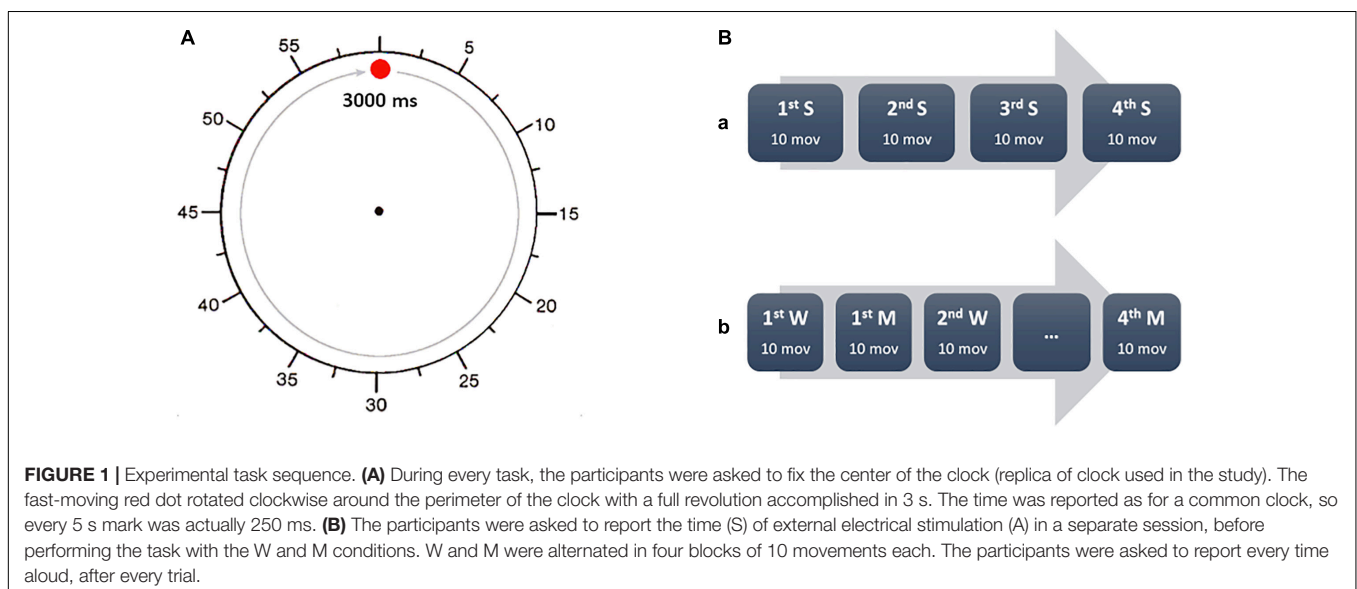 A
55
5
3000 ms
50
10
45
15
40
20
35
25
30
B
a
1st S
10 mov
2nd S
10 mov
3rd S
10 mov
4th S
10 mov
b
1st W
10 mov
1st M
10 mov
2nd W
10 mov
...
4th M
10 mov
FIGURE 1 | Experimental task sequence. (A) During every task, the participants were asked to fix the center of the clock (replica of clock used in the study). The
fast-moving red dot rotated clockwise around the perimeter of the clock with a full revolution accomplished in 3 s. The time was reported as for a common clock, so
every 5 s mark was actually 250 ms. (B) The participants were asked to report the time (S) of external electrical stimulation (A) in a separate session, before
performing the task with the W and M conditions. W and M were alternated in four blocks of 10 movements each. The participants were asked to report every time
aloud, after every trial.